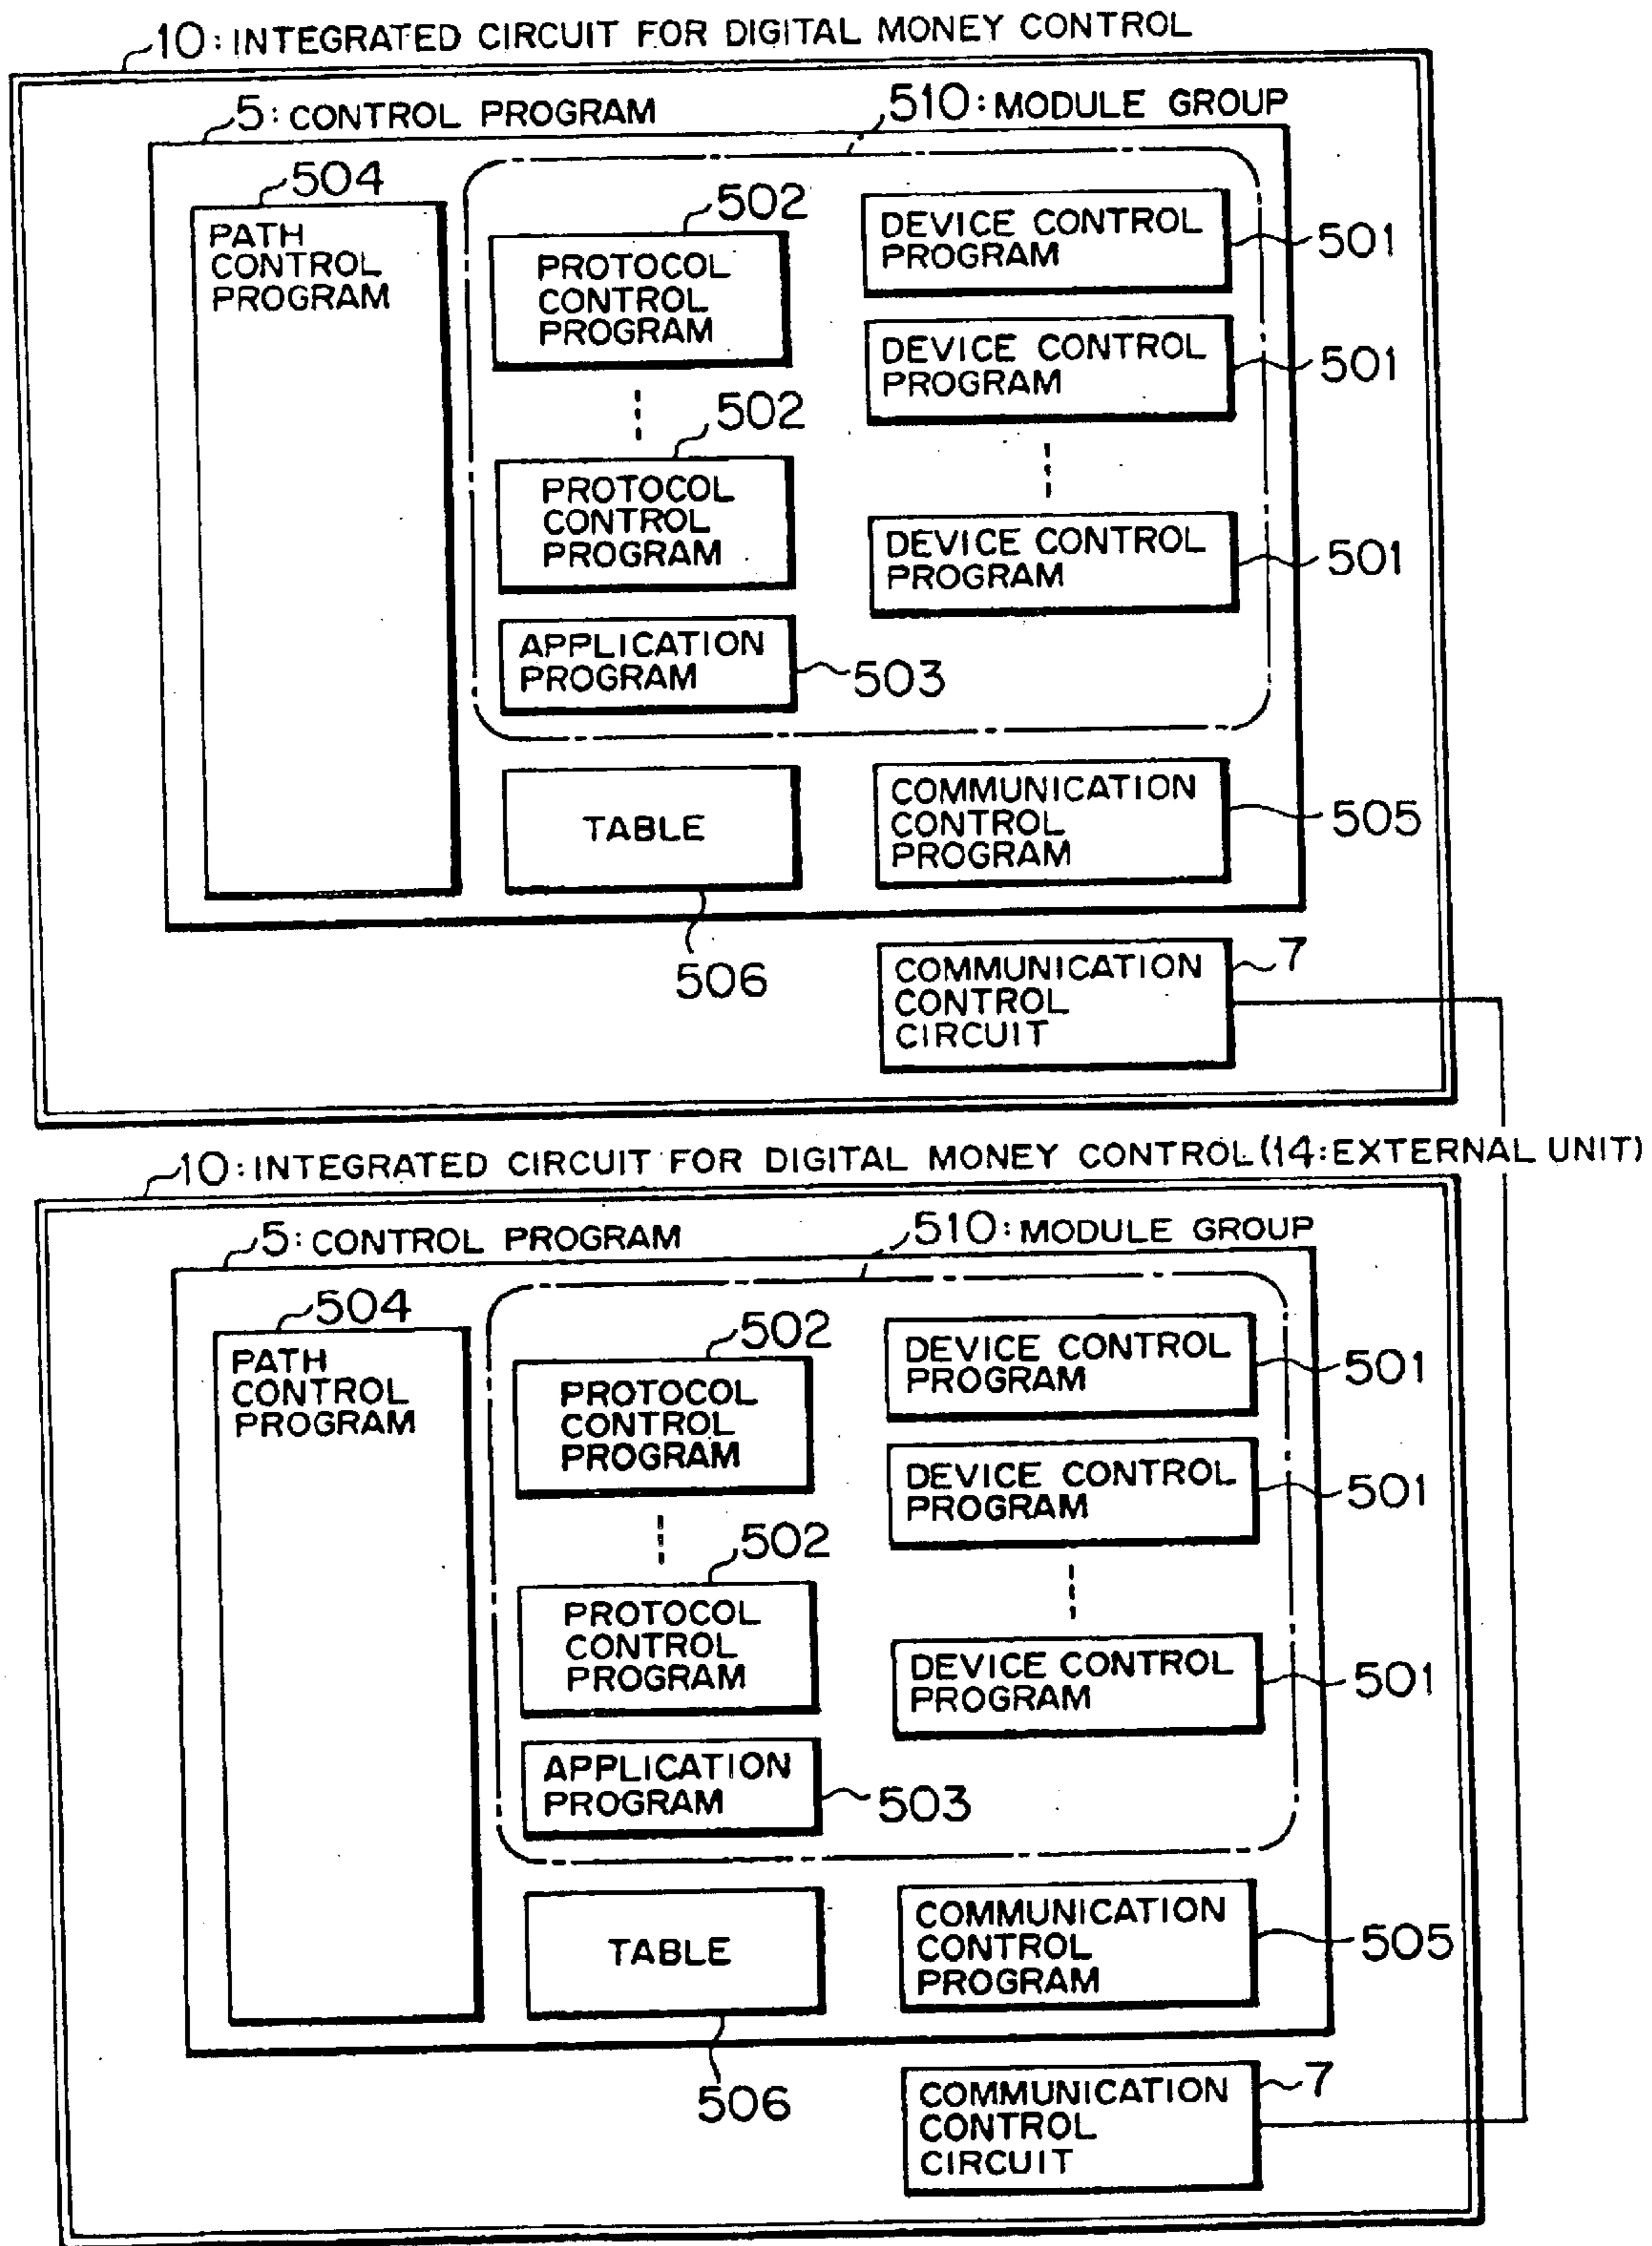 10: INTEGRATED CIRCUIT FOR DIGITAL MONEY CONTROL
5: CONTROL PROGRAM
510: MODULE GROUP
504
PATH
CONTROL
PROGRAM
502
PROTOCOL
CONTROL
PROGRAM
502
PROTOCOL
CONTROL
PROGRAM
APPLICATION
PROGRAM
503
DEVICE CONTROL
PROGRAM
501
DEVICE CONTROL
PROGRAM
501
DEVICE CONTROL
PROGRAM
501
TABLE
506
COMMUNICATION
CONTROL
PROGRAM
505
COMMUNICATION
CONTROL
CIRCUIT
7
10: INTEGRATED CIRCUIT FOR DIGITAL MONEY CONTROL (14: EXTERNAL UNIT)
5: CONTROL PROGRAM
510: MODULE GROUP
504
PATH
CONTROL
PROGRAM
502
PROTOCOL
CONTROL
PROGRAM
502
PROTOCOL
CONTROL
PROGRAM
APPLICATION
PROGRAM
503
DEVICE CONTROL
PROGRAM
501
DEVICE CONTROL
PROGRAM
501
DEVICE CONTROL
PROGRAM
501
TABLE
506
COMMUNICATION
CONTROL
PROGRAM
505
COMMUNICATION
CONTROL
CIRCUIT
7